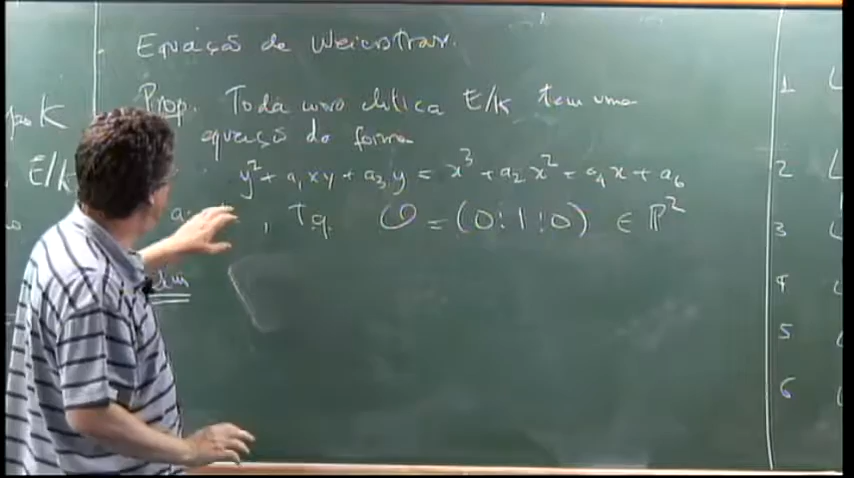 Equação de Weierstrass.
Prop. Toda curva elítica E/K tem uma
equação da forma
y² + a₁xy + a₃y = x³ + a₂x² + a₄x + a₆
, T.q. O = (0:1:0) ∈ ℙ²
K
E/K
1
2
3
4
5
6